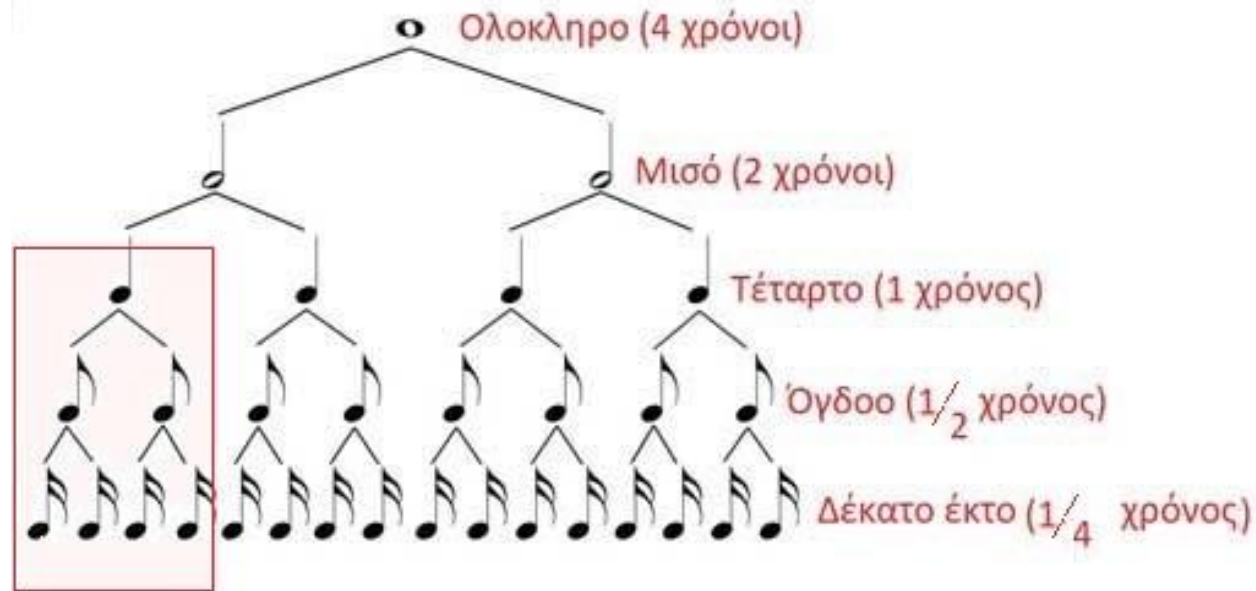 Ολοκληρο (4 χρόνοι)
Μισό (2 χρόνοι)
Τέταρτο (1 χρόνος)
Όγδοο (1/2 χρόνος)
Δέκατο έκτο (1/4 χρόνος)